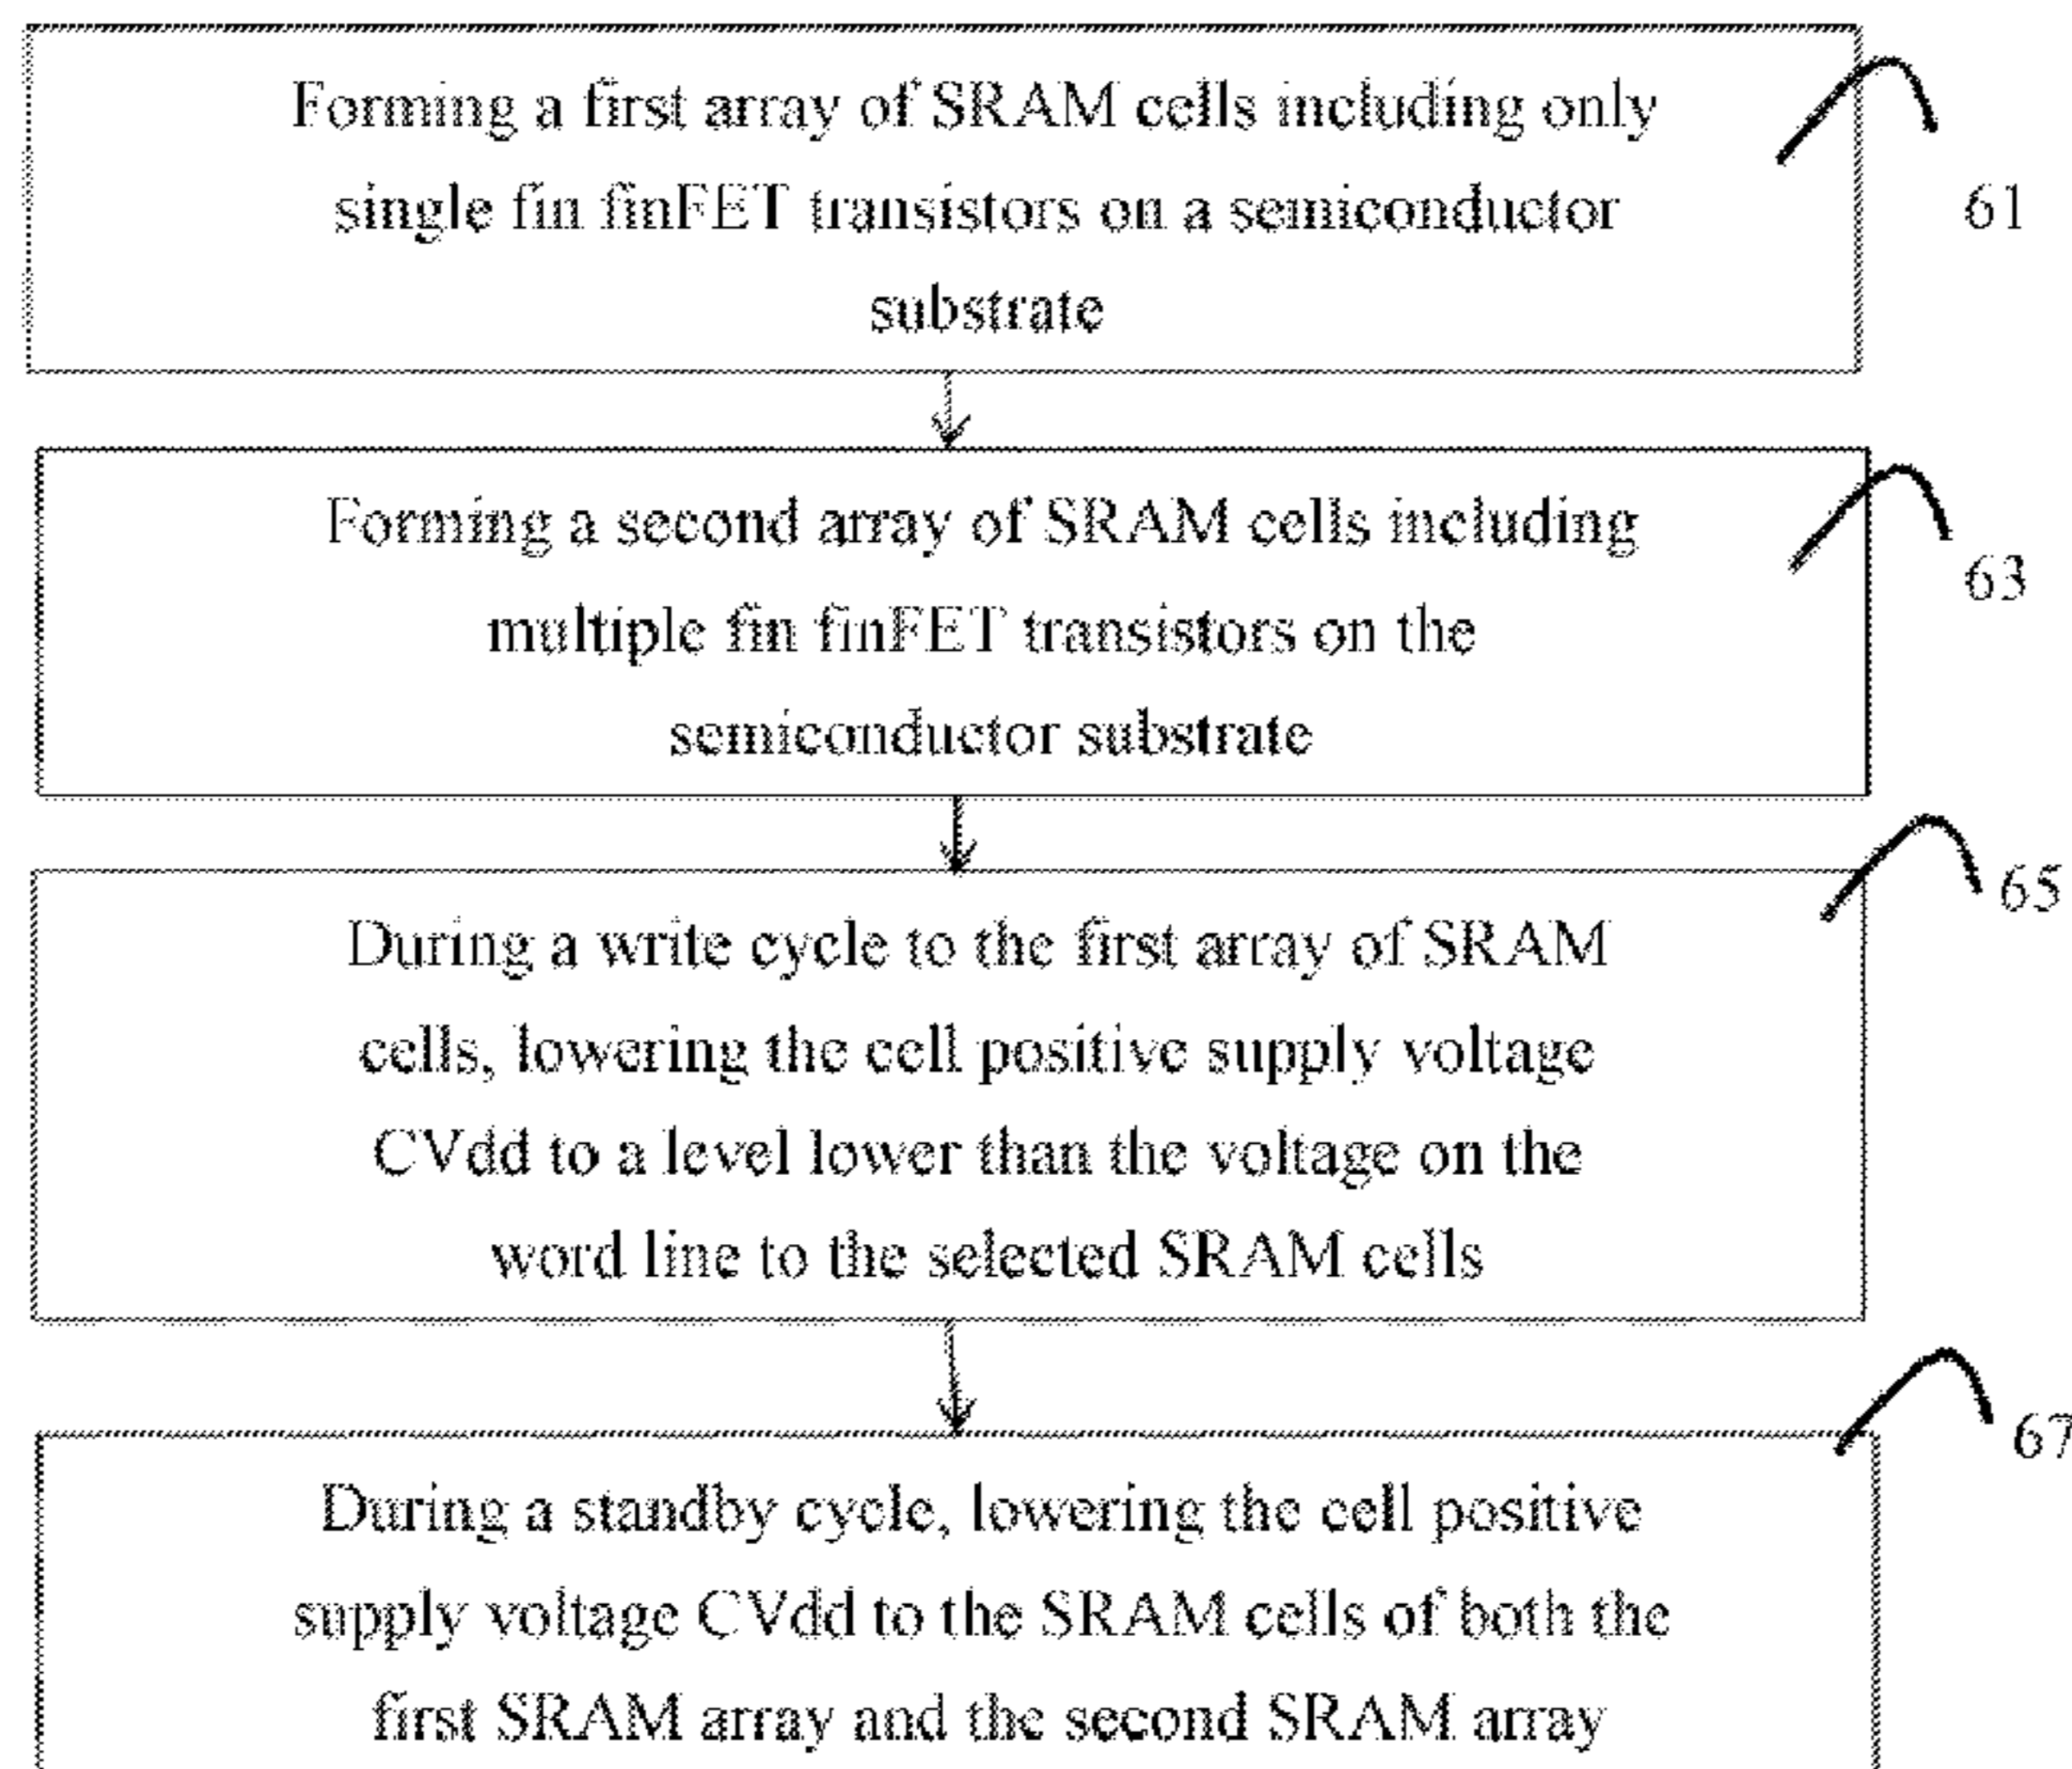 Forming a first array of SRAM cells including only
single fin finFET transistors on a semiconductor
substrate
61
Forming a second array of SRAM cells including
multiple fin finFET transistors on the
semiconductor substrate
63
During a write cycle to the first array of SRAM
cells, lowering the cell positive supply voltage
CVdd to a level lower than the voltage on the
word line to the selected SRAM cells
65
During a standby cycle, lowering the cell positive
supply voltage CVdd to the SRAM cells of both the
first SRAM array and the second SRAM array
67